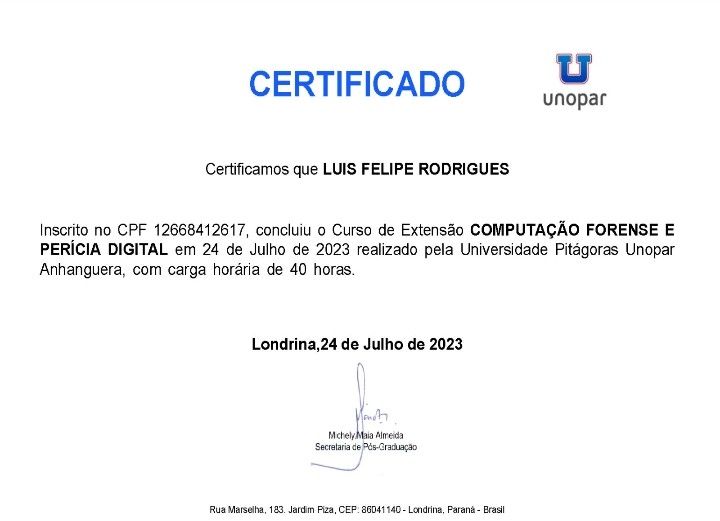 CERTIFICADO
unopar
Certificamos que LUIS FELIPE RODRIGUES
Inscrito no CPF 12668412617, concluiu o Curso de Extensão COMPUTAÇÃO FORENSE E
PERÍCIA DIGITAL em 24 de Julho de 2023 realizado pela Universidade Pitágoras Unopar
Anhanguera, com carga horária de 40 horas.
Londrina,24 de Julho de 2023
Michely Maia Almeida
Secretaria de Pós-Graduação
Rua Marselha, 183. Jardim Piza, CEP: 86041140 - Londrina, Paraná - Brasil